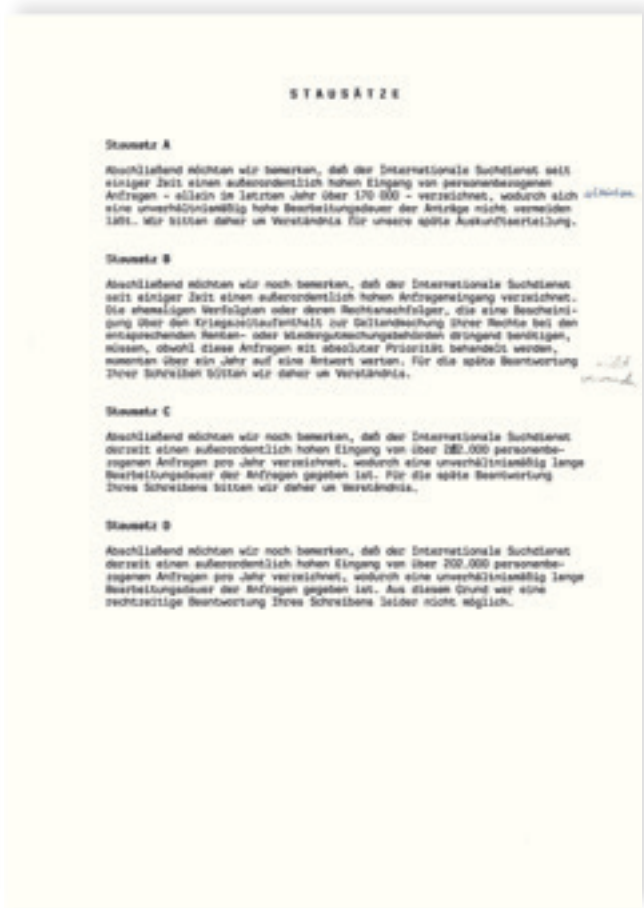 STAUSÄTZE
Stausatz A
Abschließend möchten wir bemerken, daß der Internationale Suchdienst seit
einiger Zeit einen außerordentlich hohen Eingang von personenbezogenen
Anfragen - allein im letzten Jahr über 170 000 - verzeichnet, wodurch sich
eine unverhältnismäßig hohe Bearbeitungsdauer der Anträge nicht vermeiden
läßt. Wir bitten daher um Verständnis für unsere späte Auskunftserteilung.
Stausatz B
Abschließend möchten wir noch bemerken, daß der Internationale Suchdienst
seit einiger Zeit einen außerordentlich hohen Anfrageneingang verzeichnet.
Die ehemaligen Verfolgten oder deren Rechtsnachfolger, die eine Bescheini-
gung über den Kriegszeitaufenthalt zur Geltendmachung ihrer Rechte bei den
entsprechenden Renten- oder Wiedergutmachungsbehörden dringend benötigen,
müssen, obwohl diese Anfragen mit absoluter Priorität behandelt werden,
momentan über ein Jahr auf eine Antwort warten. Für die späte Beantwortung
Ihrer Schreiben bitten wir daher um Verständnis.
Stausatz C
Abschließend möchten wir noch bemerken, daß der Internationale Suchdienst
derzeit einen außerordentlich hohen Eingang von über 202.000 personenbe-
zogenen Anfragen pro Jahr verzeichnet, wodurch eine unverhältnismäßig lange
Bearbeitungsdauer der Anfragen gegeben ist. Für die späte Beantwortung
Ihres Schreibens bitten wir daher um Verständnis.
Stausatz D
Abschließend möchten wir noch bemerken, daß der Internationale Suchdienst
derzeit einen außerordentlich hohen Eingang von über 202.000 personenbe-
zogenen Anfragen pro Jahr verzeichnet, wodurch eine unverhältnismäßig lange
Bearbeitungsdauer der Anfragen gegeben ist. Aus diesem Grund war eine
rechtzeitige Beantwortung Ihres Schreibens leider nicht möglich.